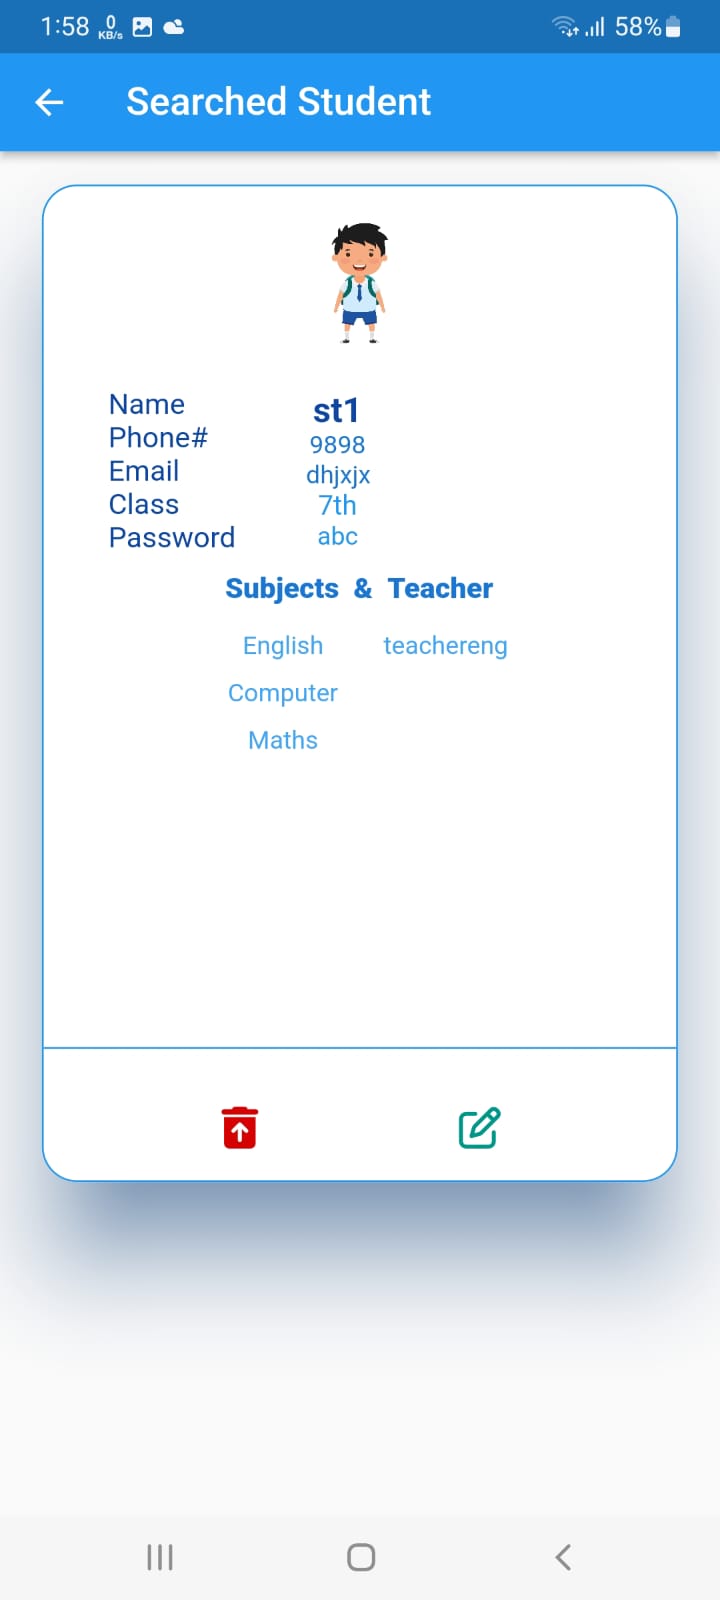 1:58 0 KB/s 58%
Searched Student
Name st1
Phone# 9898
Email dhjxjx
Class 7th
Password abc
Subjects & Teacher
English teachereng
Computer
Maths